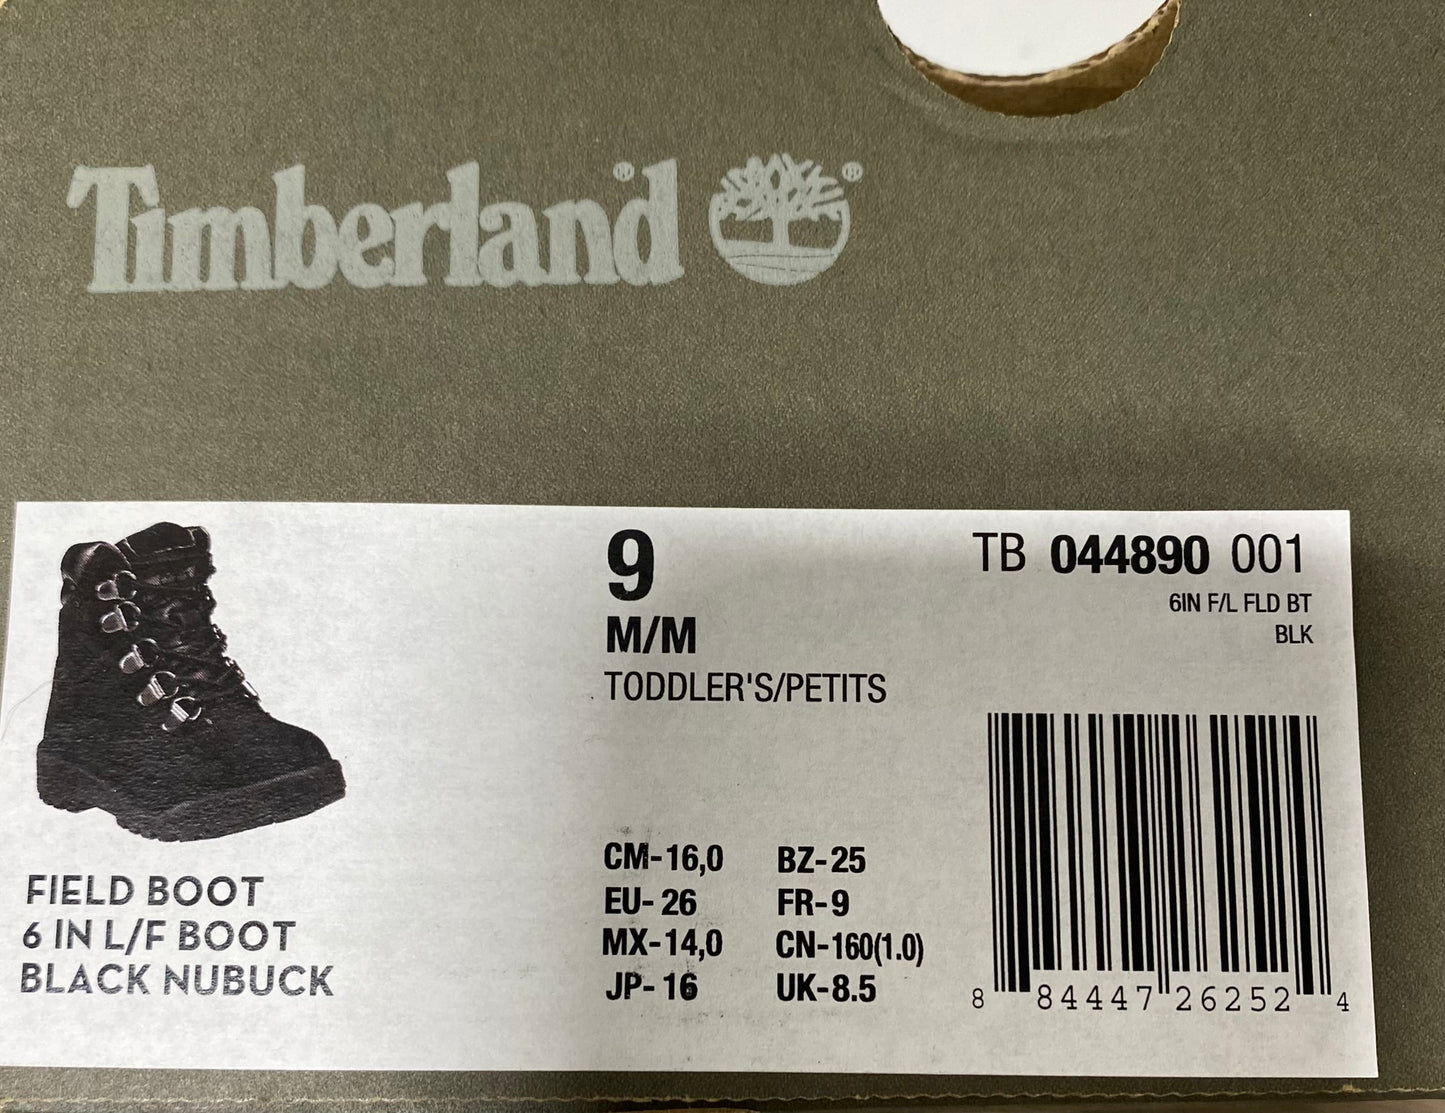 Timberland® ®
9
M/M
TODDLER'S/PETITS
TB 044890 001
6IN F/L FLD BT
BLK
FIELD BOOT
6 IN L/F BOOT
BLACK NUBUCK
CM-16,0 BZ-25
EU-26 FR-9
MX-14,0 CN-160(1.0)
JP-16 UK-8.5
8 84447 26252 4